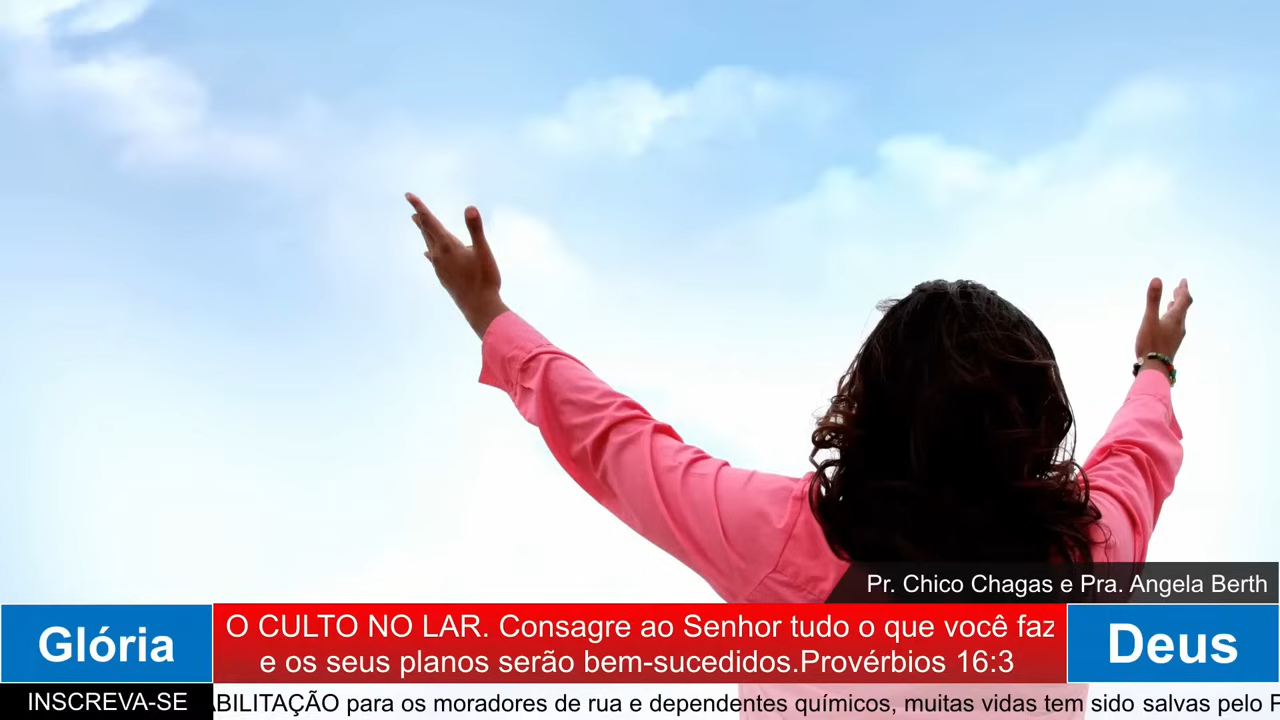 Pr. Chico Chagas e Pra. Angela Berth
Glória
O CULTO NO LAR. Consagre ao Senhor tudo o que você faz
e os seus planos serão bem-sucedidos.Provérbios 16:3
Deus
INSCREVA-SE
ABILITAÇÃO para os moradores de rua e dependentes químicos, muitas vidas tem sido salvas pelo